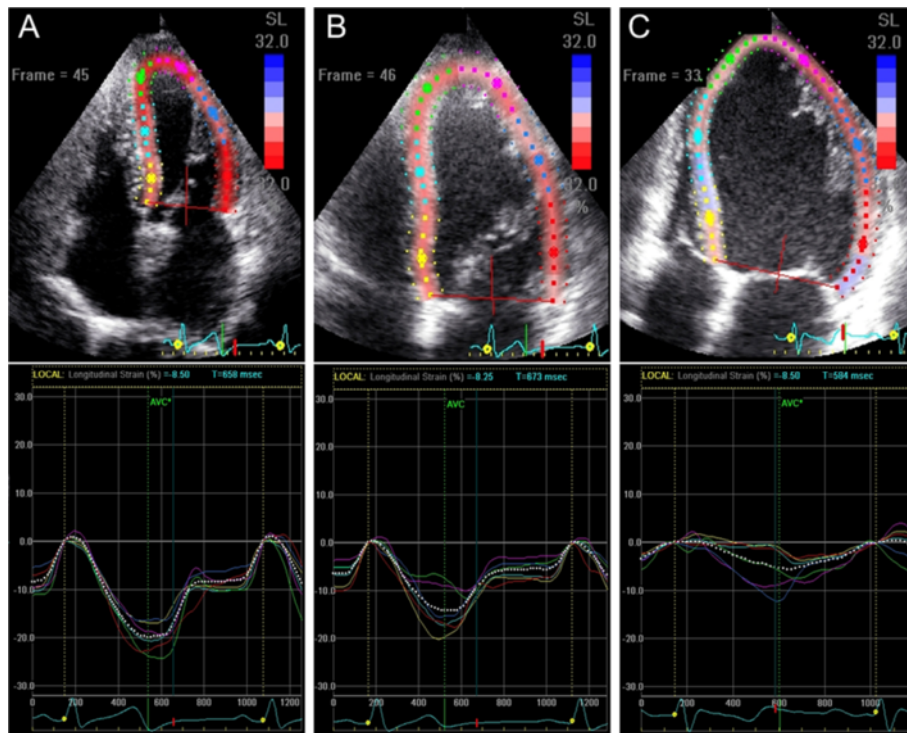 A
SL
32.0
Frame = 45
%
B
SL
32.0
Frame = 46
%
C
SL
32.0
Frame = 33
%
LOCAL: Longitudinal Strain (%) =-8.50 T=658 msec
30.0
AVC*
20.0
10.0
0.0
-10.0
-20.0
-30.0
0 200 400 600 800 1000 1200
LOCAL: Longitudinal Strain (%) =-8.25 T=673 msec
30.0
AVC
20.0
10.0
0.0
-10.0
-20.0
-30.0
0 200 400 600 800 1000 1200
LOCAL: Longitudinal Strain (%) =-8.50 T=584 msec
30.0
AVC*
20.0
10.0
0.0
-10.0
-20.0
-30.0
0 200 400 600 800 1000